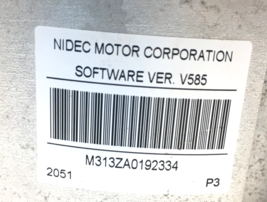 NIDEC MOTOR CORPORATION
SOFTWARE VER. V585
M313ZA0192334
2051 P3